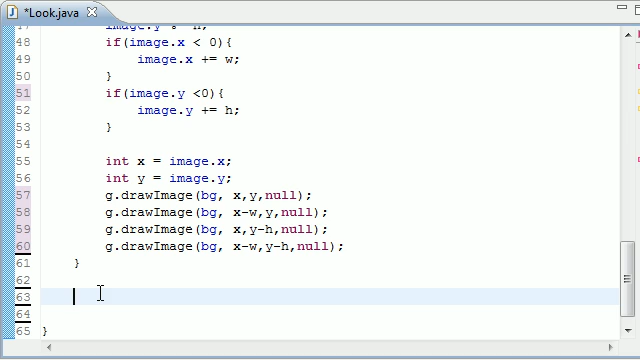 *Look.java
48 if(image.x < 0){
49 image.x += w;
50 }
51 if(image.y <0){
52 image.y += h;
53 }
54
55 int x = image.x;
56 int y = image.y;
57 g.drawImage(bg, x,y,null);
58 g.drawImage(bg, x-w,y,null);
59 g.drawImage(bg, x,y-h,null);
60 g.drawImage(bg, x-w,y-h,null);
61 }
62
63
64
65 }